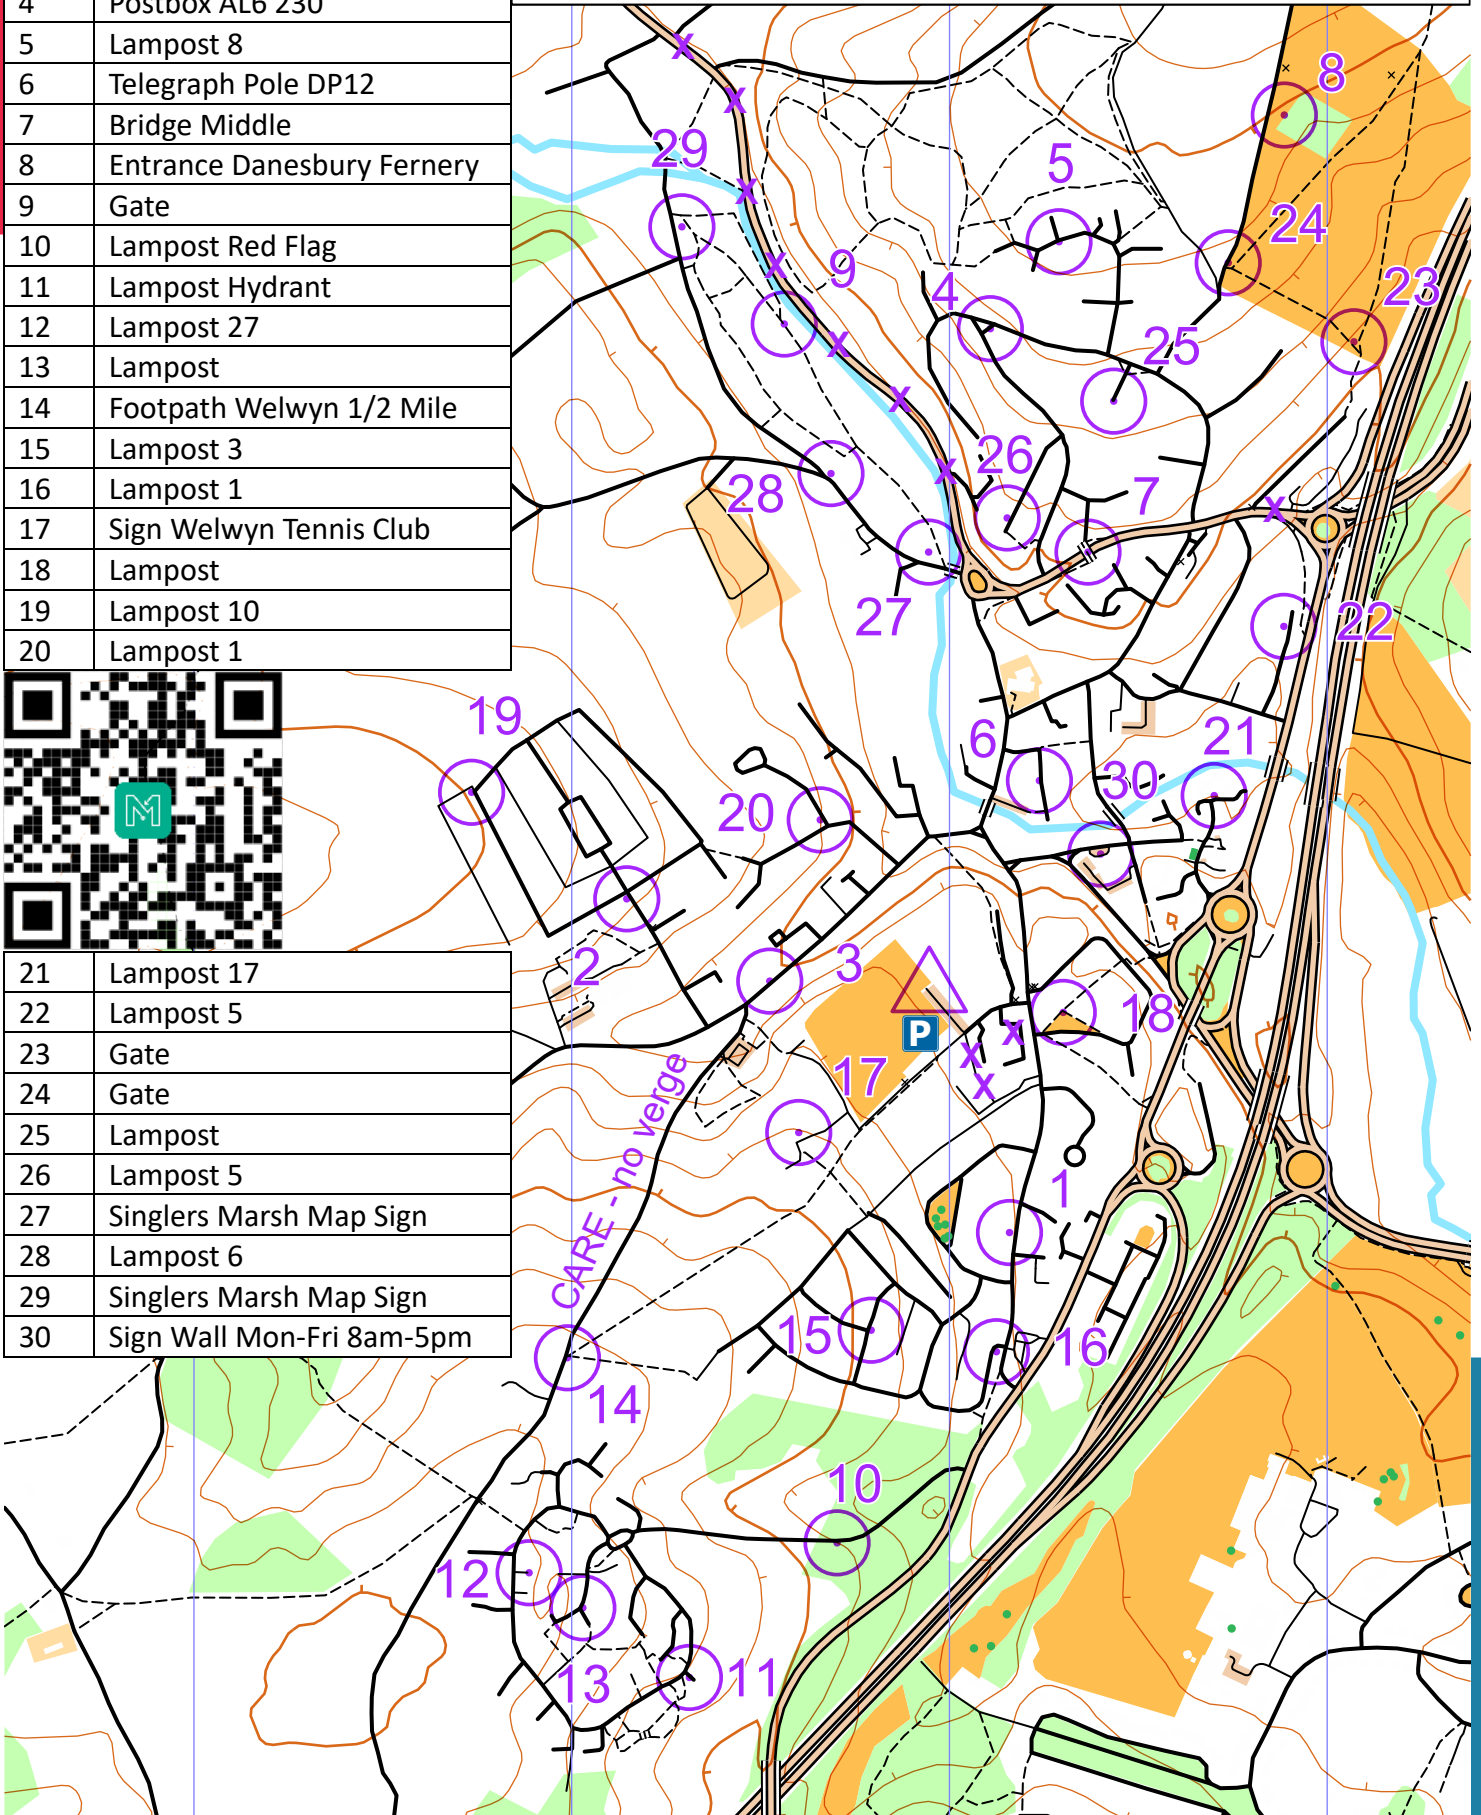 4 Postbox AL6 230
5 Lampost 8
6 Telegraph Pole DP12
7 Bridge Middle
8 Entrance Danesbury Fernery
9 Gate
10 Lampost Red Flag
11 Lampost Hydrant
12 Lampost 27
13 Lampost
14 Footpath Welwyn 1/2 Mile
15 Lampost 3
16 Lampost 1
17 Sign Welwyn Tennis Club
18 Lampost
19 Lampost 10
20 Lampost 1
21 Lampost 17
22 Lampost 5
23 Gate
24 Gate
25 Lampost
26 Lampost 5
27 Singlers Marsh Map Sign
28 Lampost 6
29 Singlers Marsh Map Sign
30 Sign Wall Mon-Fri 8am-5pm
8
29
5
24
9
4
23
25
26
28
7
27
22
19
6
21
30
20
2
3
18
P
17
CARE - no verge
1
15
16
14
10
12
13
11